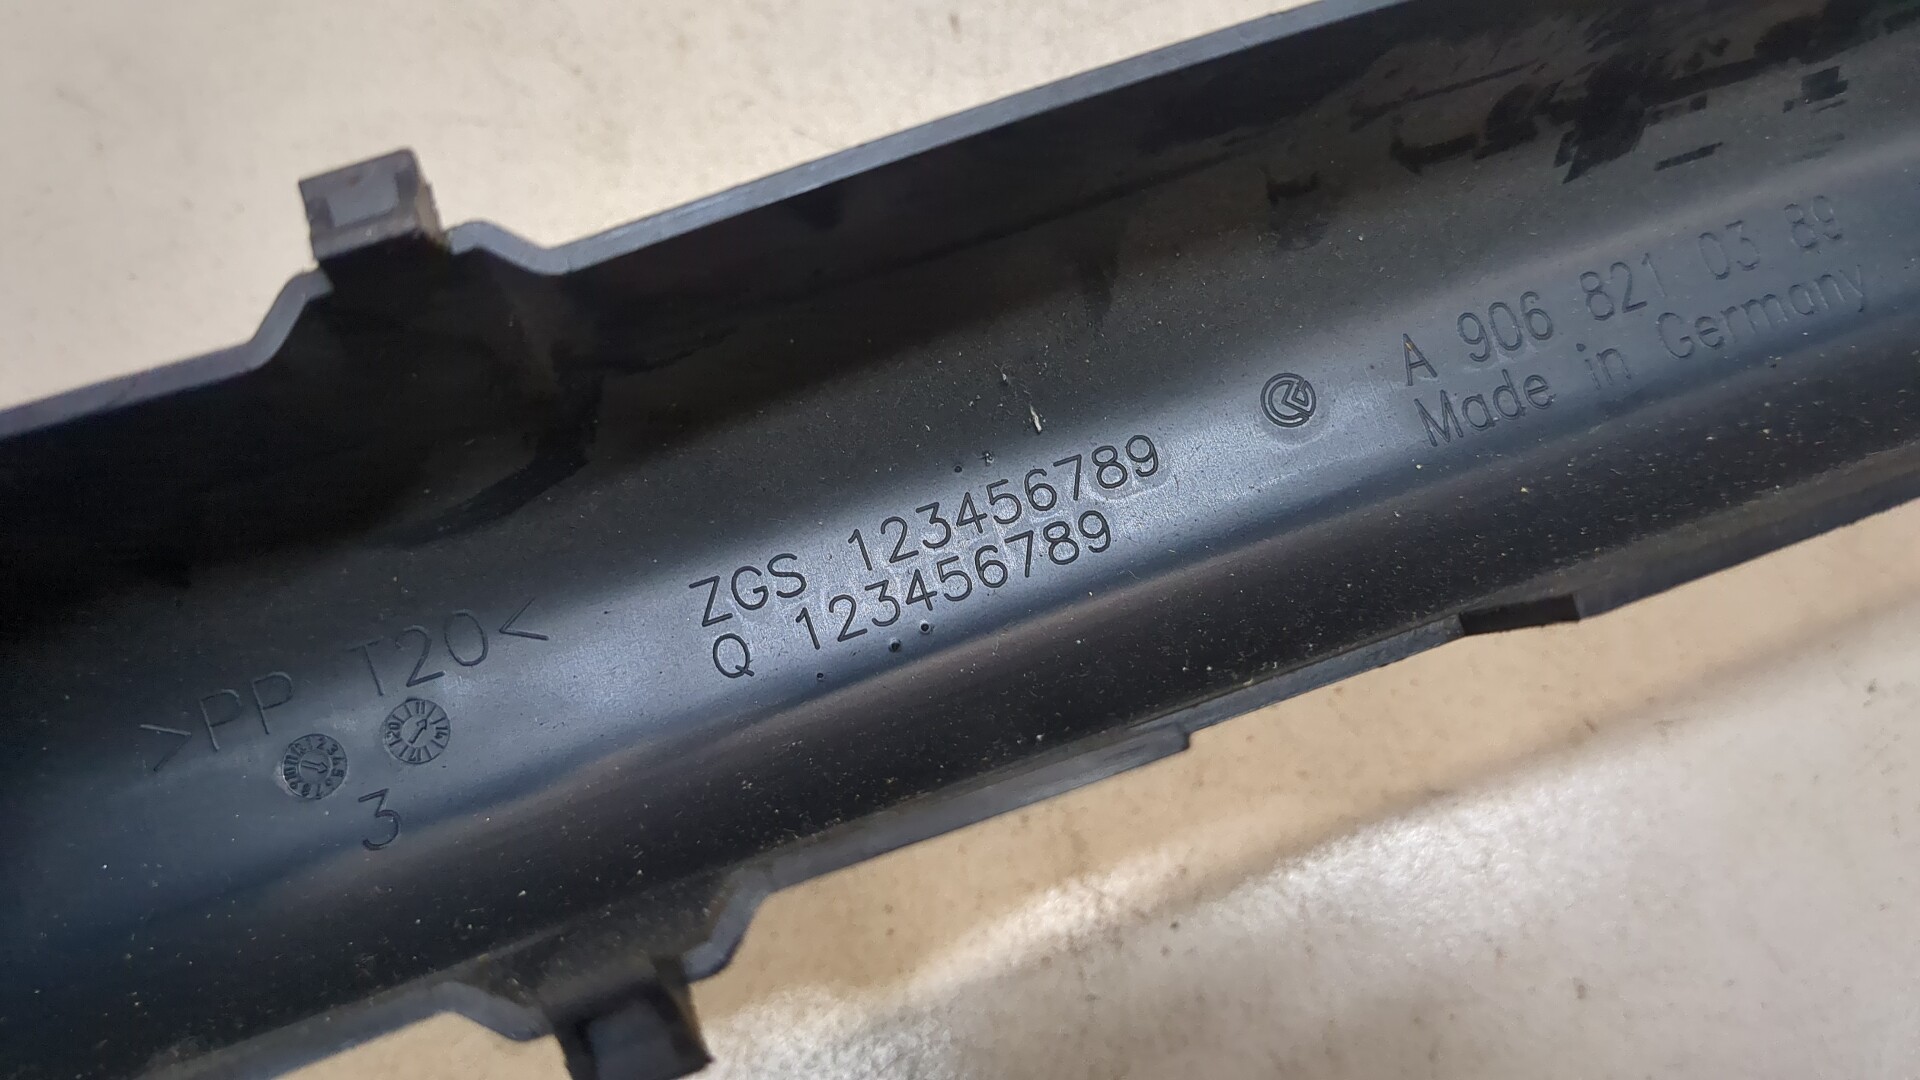 A 906 821 03 89
Made in Germany
ZGS 123456789
Q 123456789
>PP T20<
3